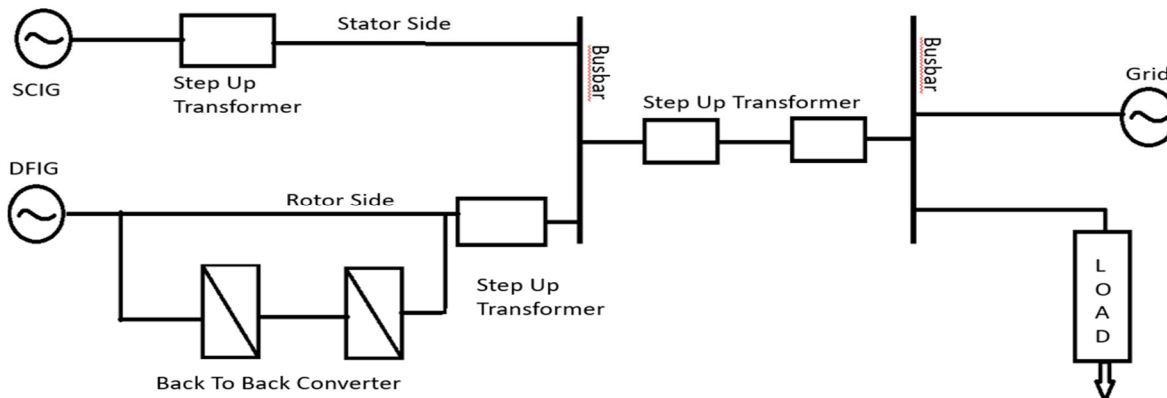 Stator Side
SCIG
Step Up
Transformer
Busbar
Step Up Transformer
Busbar
Grid
DFIG
Rotor Side
Step Up
Transformer
Back To Back Converter
L
O
A
D